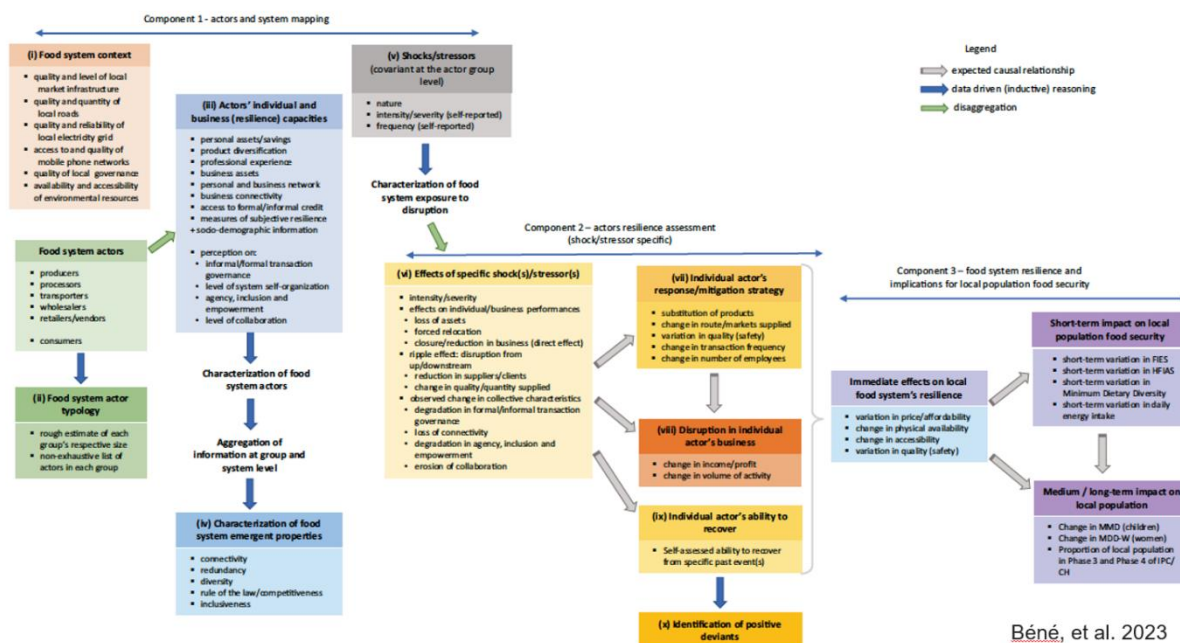 Component 1 - actors and system mapping
(i) Food system context
▪ quality and level of local
market infrastructure
▪ quality and quantity of
local roads
▪ quality and reliability of
local electricity grid
▪ access to and quality of
mobile phone networks
▪ quality of local governance
▪ availability and accessibility
of environmental resources
Food system actors
▪ producers
▪ processors
▪ transporters
▪ wholesalers
▪ retailers/vendors
▪ consumers
(ii) Food system actor
typology
▪ rough estimate of each
group's respective size
▪ non-exhaustive list of
actors in each group
(iii) Actors' individual and
business (resilience) capacities
▪ personal assets/savings
▪ product diversification
▪ professional experience
▪ business assets
▪ personal and business network
▪ business connectivity
▪ access to formal/informal credit
▪ measures of subjective resilience
+ socio-demographic information
▪ perception on:
▪ informal/formal transaction
governance
▪ level of system self-organization
▪ agency, inclusion and
empowerment
▪ level of collaboration
Characterization of food
system actors
Aggregation of
information at group and
system level
(iv) Characterization of food
system emergent properties
▪ connectivity
▪ redundancy
▪ diversity
▪ rule of the law/competitiveness
▪ inclusiveness
(v) Shocks/stressors
(covariant at the actor group
level)
▪ nature
▪ intensity/severity (self-reported)
▪ frequency (self-reported)
Characterization of food
system exposure to
disruption
Component 2 – actors resilience assessment
(shock/stressor specific)
(vi) Effects of specific shock(s)/stressor(s)
▪ intensity/severity
▪ effects on individual/business performances
▪ loss of assets
▪ forced relocation
▪ closure/reduction in business (direct effect)
▪ ripple effect: disruption from
up/downstream
▪ reduction in suppliers/clients
▪ change in quality/quantity supplied
▪ observed change in collective characteristics
▪ degradation in formal/informal transaction
governance
▪ loss of connectivity
▪ degradation in agency, inclusion and
empowerment
▪ erosion of collaboration
(vii) Individual actor's
response/mitigation strategy
▪ substitution of products
▪ change in route/markets supplied
▪ variation in quality (safety)
▪ change in transaction frequency
▪ change in number of employees
(viii) Disruption in individual
actor's business
▪ change in income/profit
▪ change in volume of activity
(ix) Individual actor's ability to
recover
▪ Self-assessed ability to recover
from specific past event(s)
(x) Identification of positive
deviants
Legend
expected causal relationship
data driven (inductive) reasoning
disaggregation
Component 3 – food system resilience and
implications for local population food security
Immediate effects on local
food system's resilience
▪ variation in price/affordability
▪ change in physical availability
▪ change in accessibility
▪ variation in quality (safety)
Short-term impact on local
population food security
▪ short-term variation in FIES
▪ short-term variation in HFIAS
▪ short-term variation in
Minimum Dietary Diversity
▪ short-term variation in daily
energy intake
Medium / long-term impact on
local population
▪ Change in MMD (children)
▪ Change in MDD-W (women)
▪ Proportion of local population
in Phase 3 and Phase 4 of IPC/
CH
Béné, et al. 2023